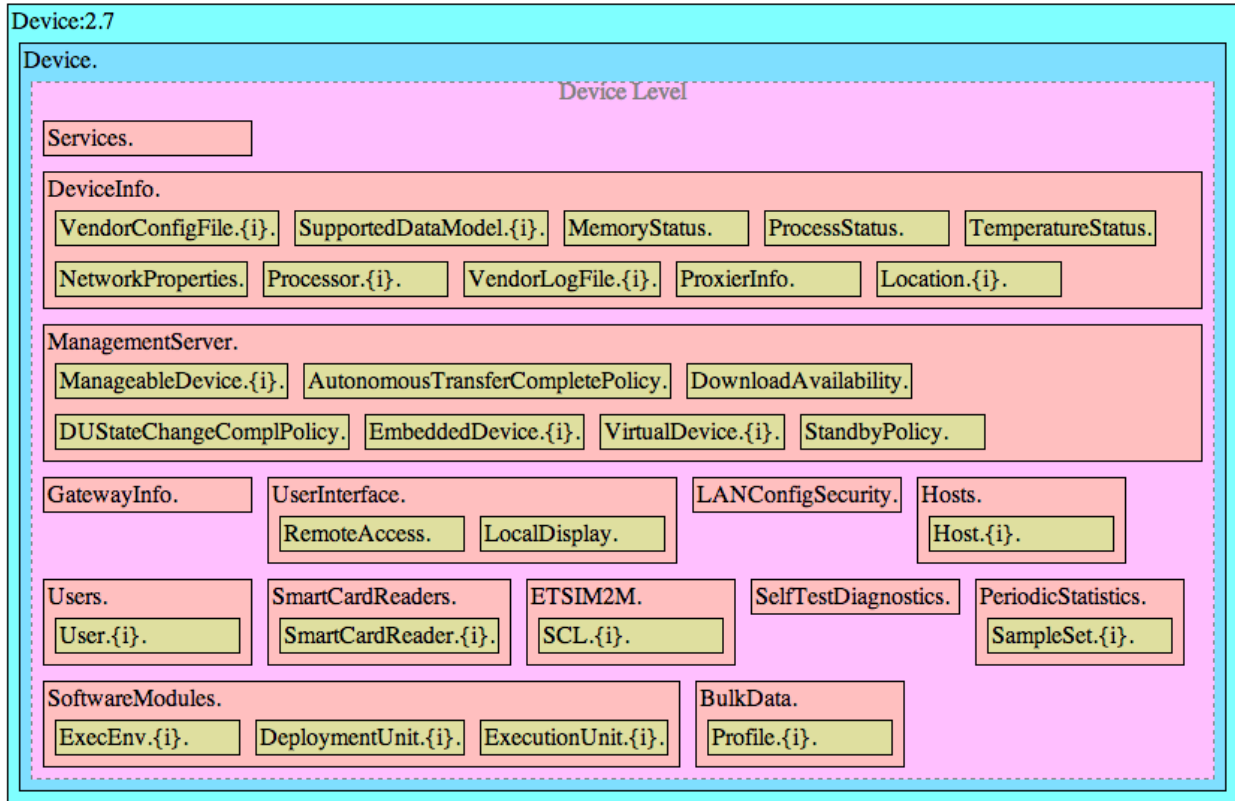 Device:2.7
Device.
Device Level
Services.
DeviceInfo.
VendorConfigFile.{i}. SupportedDataModel.{i}. MemoryStatus. ProcessStatus. TemperatureStatus.
NetworkProperties. Processor.{i}. VendorLogFile.{i}. ProxierInfo. Location.{i}.
ManagementServer.
ManageableDevice.{i}. AutonomousTransferCompletePolicy. DownloadAvailability.
DUStateChangeComplPolicy. EmbeddedDevice.{i}. VirtualDevice.{i}. StandbyPolicy.
GatewayInfo. UserInterface. LANConfigSecurity. Hosts.
RemoteAccess. LocalDisplay. Host.{i}.
Users. SmartCardReaders. ETSIM2M. SelfTestDiagnostics. PeriodicStatistics.
User.{i}. SmartCardReader.{i}. SCL.{i}. SampleSet.{i}.
SoftwareModules. BulkData.
ExecEnv.{i}. DeploymentUnit.{i}. ExecutionUnit.{i}. Profile.{i}.